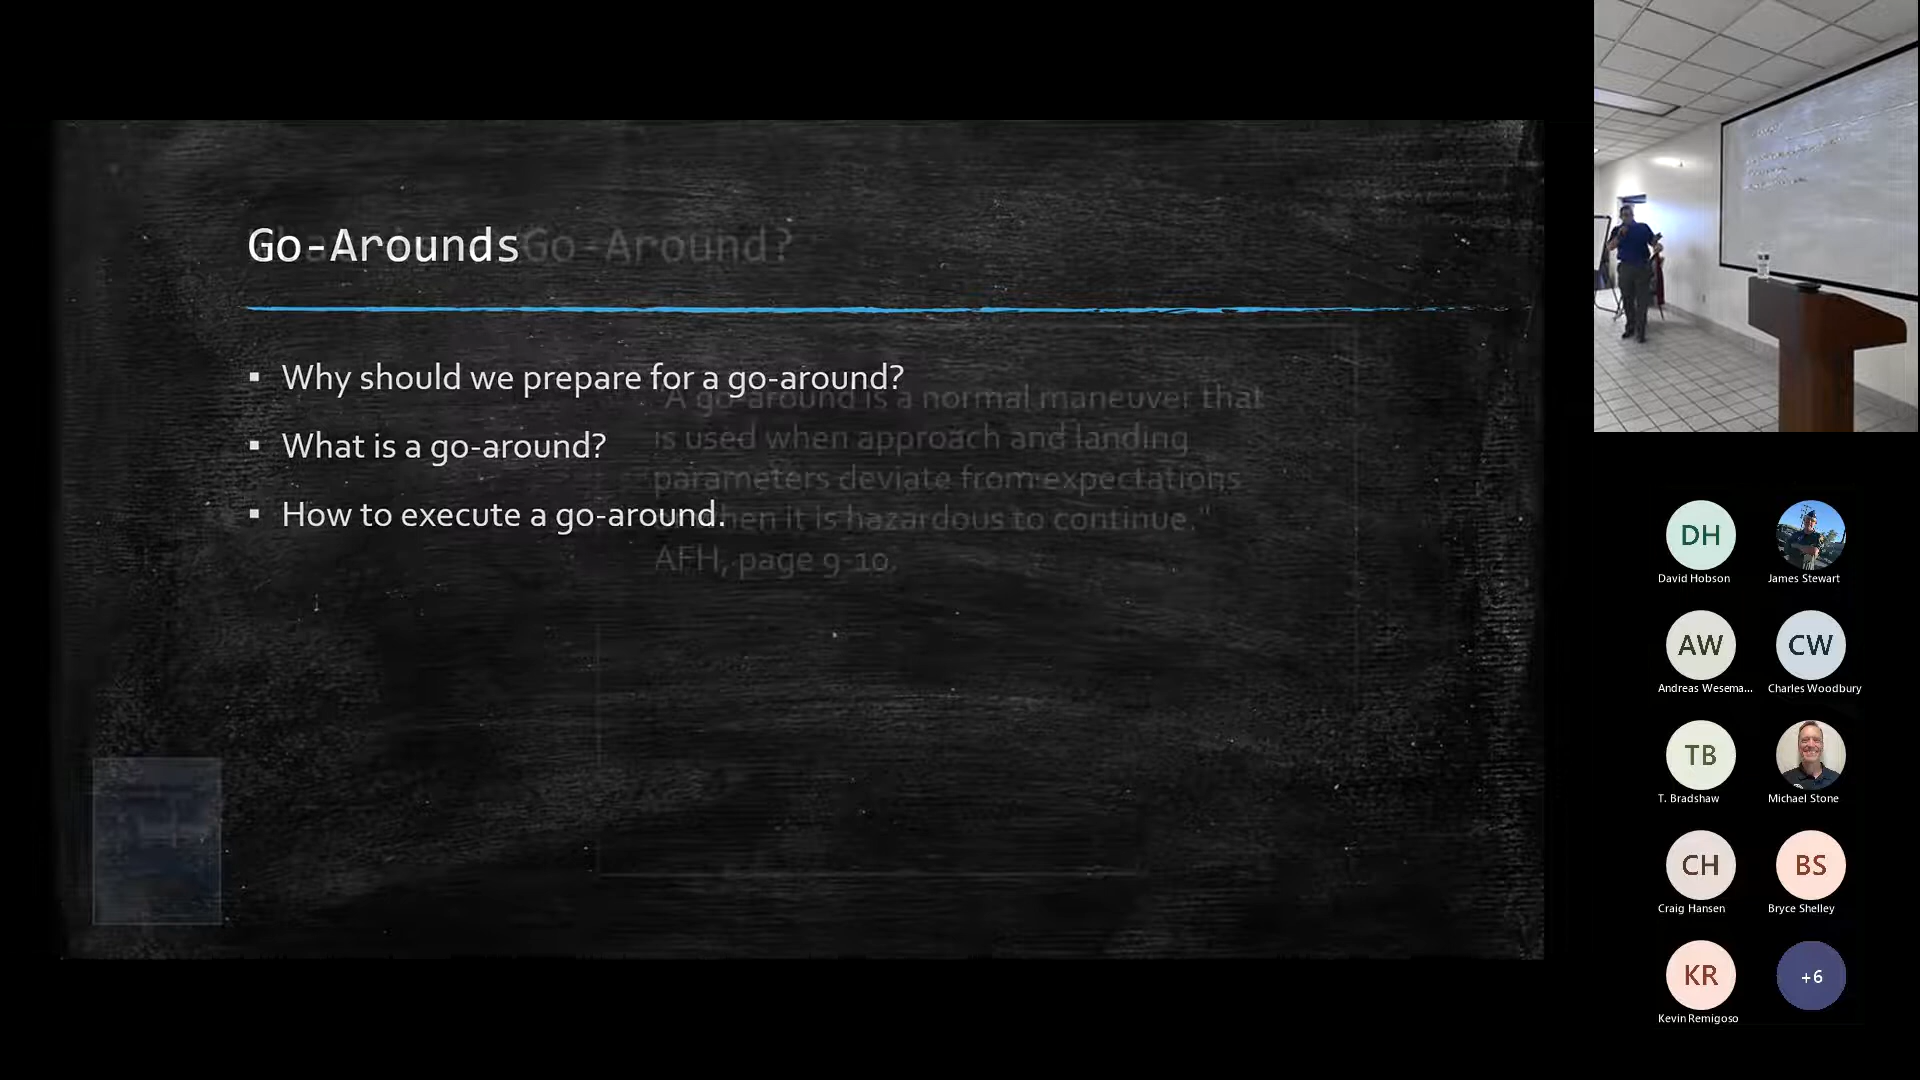 Go-Arounds
Go-Around?
▪ Why should we prepare for a go-around?
▪ What is a go-around?
▪ How to execute a go-around.
"A go-around is a normal maneuver that
is used when approach and landing
parameters deviate from expectations
when it is hazardous to continue."
AFH, page 9-10.
DH
David Hobson
James Stewart
AW
Andreas Wesema...
CW
Charles Woodbury
TB
T. Bradshaw
Michael Stone
CH
Craig Hansen
BS
Bryce Shelley
KR
Kevin Remigoso
+6